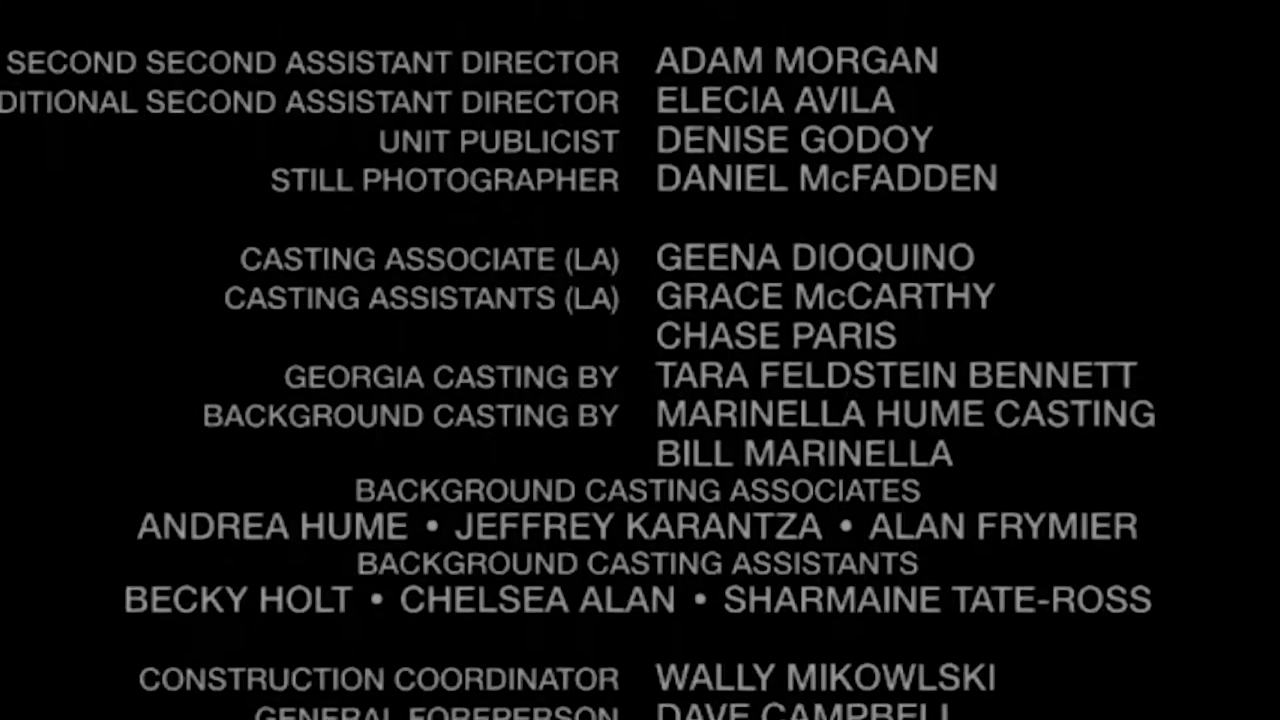 SECOND SECOND ASSISTANT DIRECTOR ADAM MORGAN
DITIONAL SECOND ASSISTANT DIRECTOR ELECIA AVILA
UNIT PUBLICIST DENISE GODOY
STILL PHOTOGRAPHER DANIEL McFADDEN
CASTING ASSOCIATE (LA) GEENA DIOQUINO
CASTING ASSISTANTS (LA) GRACE McCARTHY
CHASE PARIS
GEORGIA CASTING BY TARA FELDSTEIN BENNETT
BACKGROUND CASTING BY MARINELLA HUME CASTING
BILL MARINELLA
BACKGROUND CASTING ASSOCIATES
ANDREA HUME • JEFFREY KARANTZA • ALAN FRYMIER
BACKGROUND CASTING ASSISTANTS
BECKY HOLT • CHELSEA ALAN • SHARMAINE TATE-ROSS
CONSTRUCTION COORDINATOR WALLY MIKOWLSKI
GENERAL FOREPERSON DAVE CAMPBELL